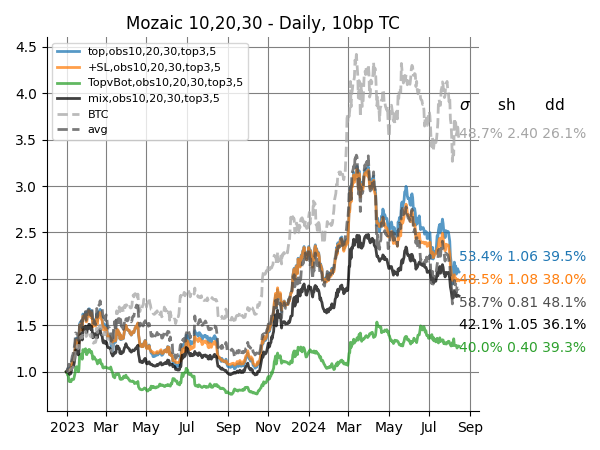 Mozaic 10,20,30 - Daily, 10bp TC
4.5
4.0
3.5
3.0
2.5
2.0
1.5
1.0
top,obs10,20,30,top3,5
+SL,obs10,20,30,top3,5
TopvBot,obs10,20,30,top3,5
mix,obs10,20,30,top3,5
BTC
avg
σ sh dd
48.7% 2.40 26.1%
53.4% 1.06 39.5%
48.5% 1.08 38.0%
58.7% 0.81 48.1%
42.1% 1.05 36.1%
40.0% 0.40 39.3%
2023 Mar May Jul Sep Nov 2024 Mar May Jul Sep